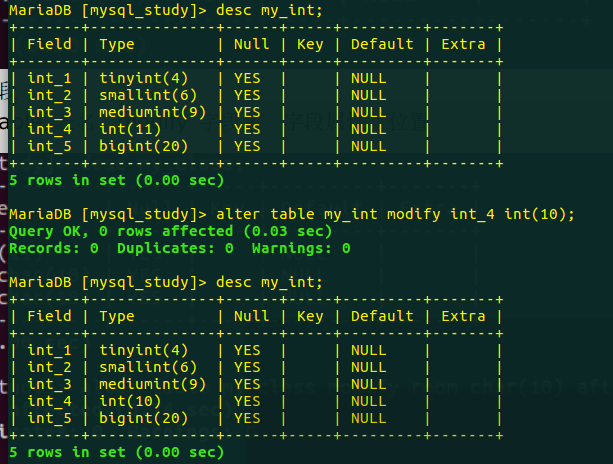 MariaDB [mysql_study]> desc my_int;
+-------+--------------+------+-----+---------+-------+
| Field | Type         | Null | Key | Default | Extra |
+-------+--------------+------+-----+---------+-------+
| int_1 | tinyint(4)   | YES  |     | NULL    |       |
| int_2 | smallint(6)  | YES  |     | NULL    |       |
| int_3 | mediumint(9) | YES  |     | NULL    |       |
| int_4 | int(11)      | YES  |     | NULL    |       |
| int_5 | bigint(20)   | YES  |     | NULL    |       |
+-------+--------------+------+-----+---------+-------+
5 rows in set (0.00 sec)
MariaDB [mysql_study]> alter table my_int modify int_4 int(10);
Query OK, 0 rows affected (0.03 sec)
Records: 0  Duplicates: 0  Warnings: 0
MariaDB [mysql_study]> desc my_int;
+-------+--------------+------+-----+---------+-------+
| Field | Type         | Null | Key | Default | Extra |
+-------+--------------+------+-----+---------+-------+
| int_1 | tinyint(4)   | YES  |     | NULL    |       |
| int_2 | smallint(6)  | YES  |     | NULL    |       |
| int_3 | mediumint(9) | YES  |     | NULL    |       |
| int_4 | int(10)      | YES  |     | NULL    |       |
| int_5 | bigint(20)   | YES  |     | NULL    |       |
+-------+--------------+------+-----+---------+-------+
5 rows in set (0.00 sec)